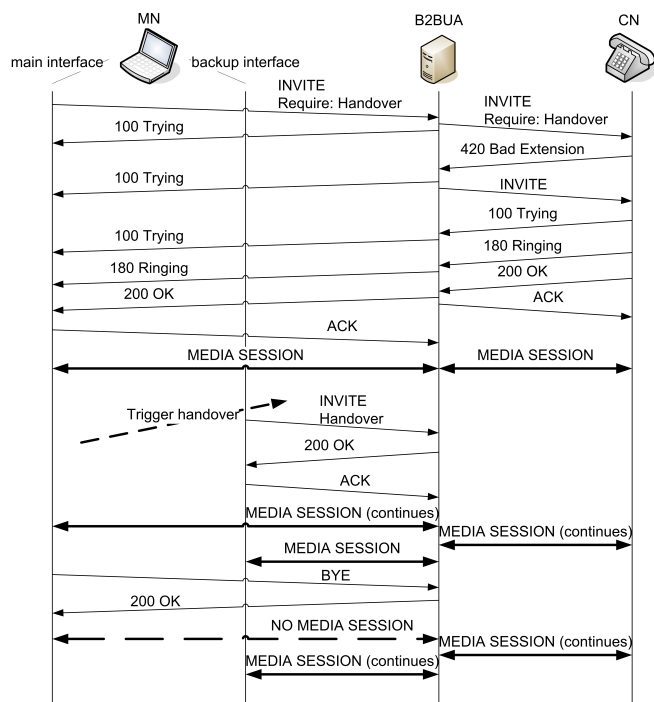 MN
B2BUA
CN
main interface
backup interface
INVITE
Require: Handover
INVITE
Require: Handover
100 Trying
420 Bad Extension
100 Trying
INVITE
100 Trying
100 Trying
180 Ringing
180 Ringing
200 OK
200 OK
ACK
ACK
MEDIA SESSION
MEDIA SESSION
Trigger handover
INVITE
Handover
200 OK
ACK
MEDIA SESSION (continues)
MEDIA SESSION (continues)
MEDIA SESSION
BYE
200 OK
NO MEDIA SESSION
MEDIA SESSION (continues)
MEDIA SESSION (continues)